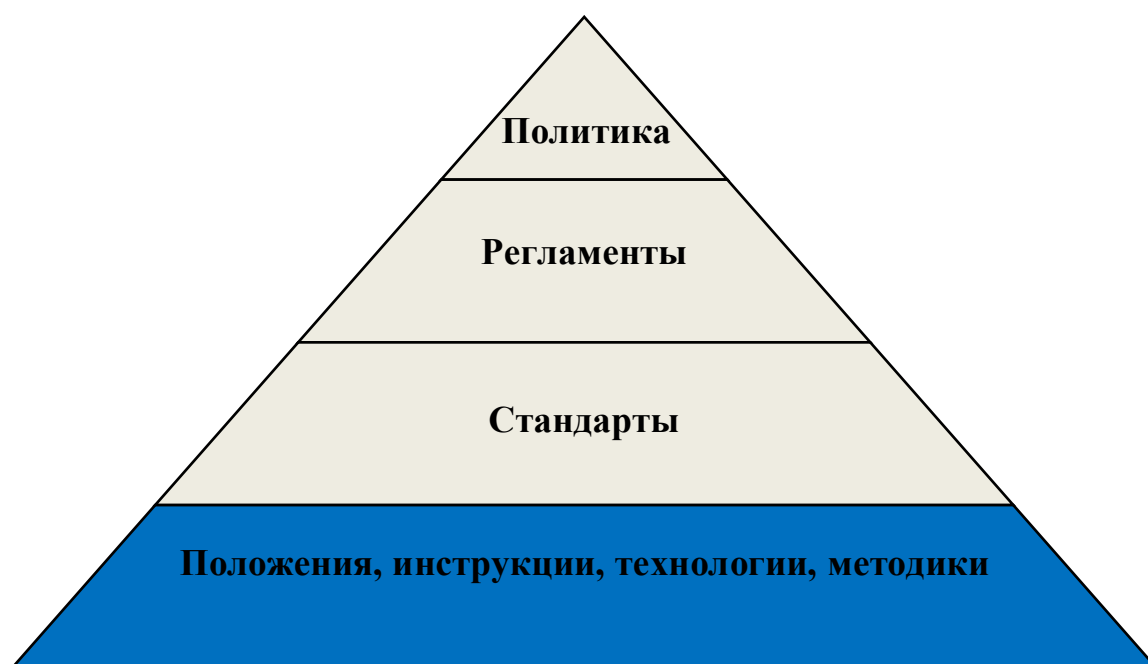 Политика
Регламенты
Стандарты
Положения, инструкции, технологии, методики